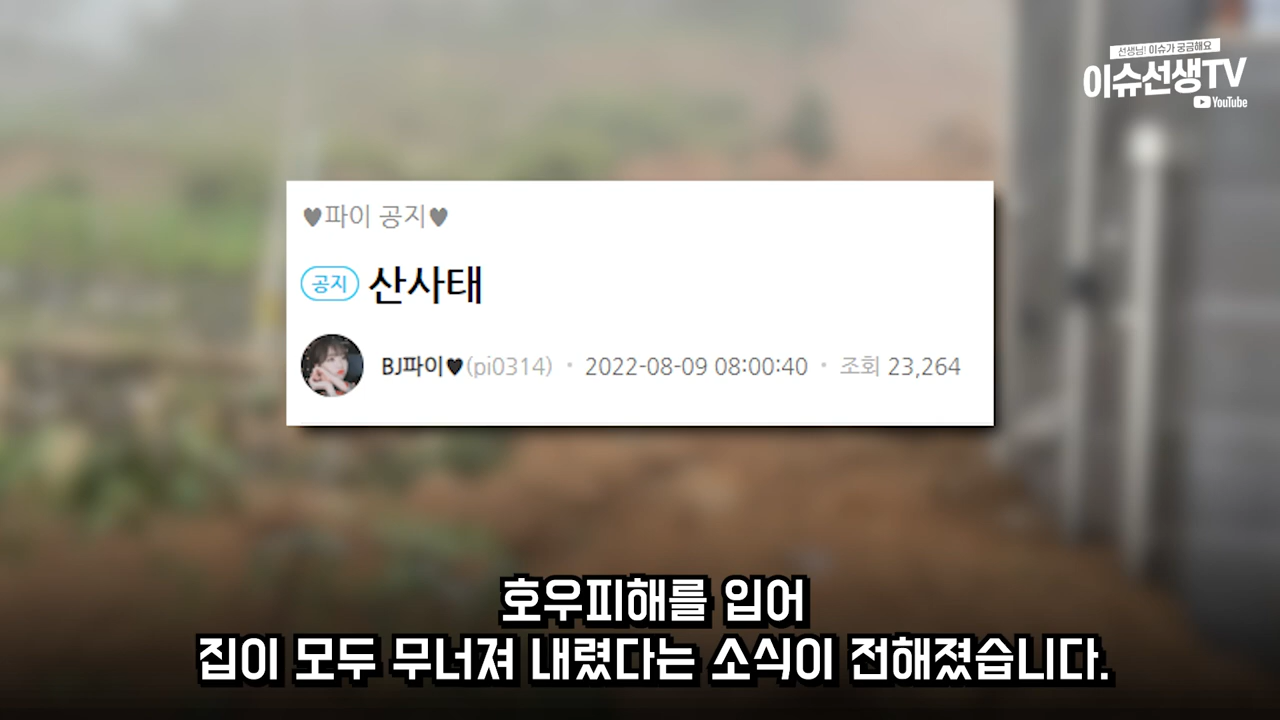 선생님! 이슈가 궁금해요
이슈선생TV
YouTube
♥파이 공지♥
공지 산사태
BJ파이♥(pi0314) • 2022-08-09 08:00:40 • 조회 23,264
호우피해를 입어
집이 모두 무너져 내렸다는 소식이 전해졌습니다.